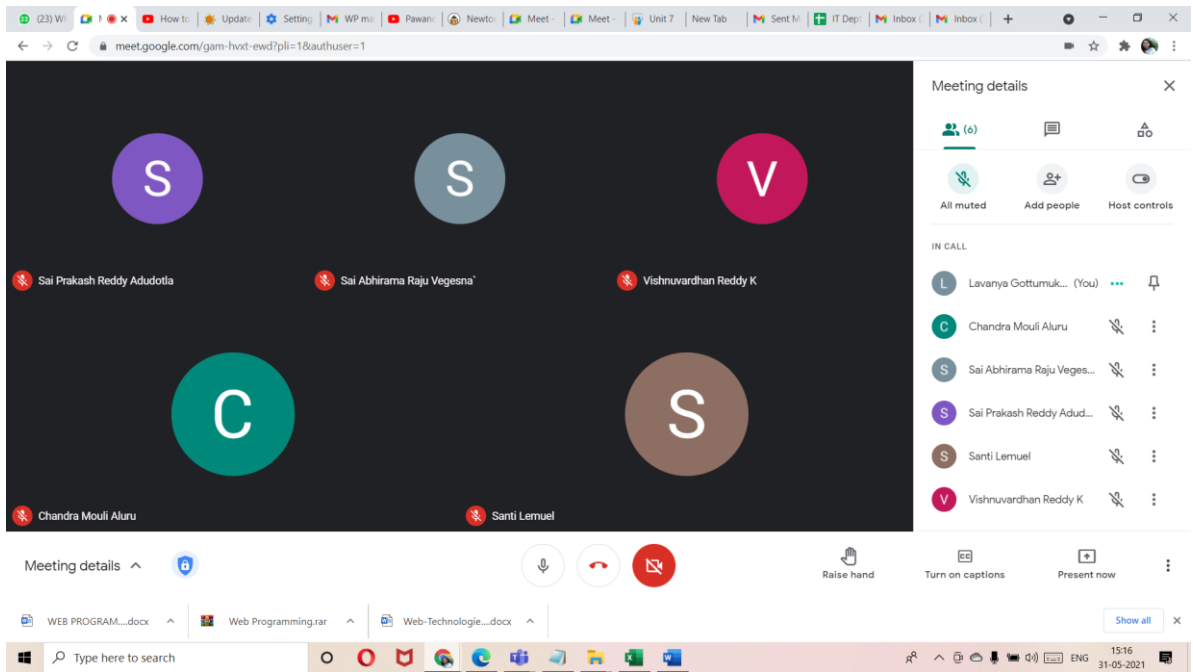 (23) W
How to
Update
Setting
WP ma
Pawan
Newto
Meet -
Meet -
Unit 7
New Tab
Sent M
IT Dept
Inbox (
Inbox (
meet.google.com/gam-hvxt-ewd?pli=1&authuser=1
Meeting details
(6)
All muted
Add people
Host controls
IN CALL
L Lavanya Gottumuk... (You)
C Chandra Mouli Aluru
S Sai Abhirama Raju Veges...
S Sai Prakash Reddy Adud...
S Santi Lemuel
V Vishnuvardhan Reddy K
S
S
V
Sai Prakash Reddy Adudotla
Sai Abhirama Raju Vegesna`
Vishnuvardhan Reddy K
C
S
Chandra Mouli Aluru
Santi Lemuel
Meeting details
Raise hand
CC
Turn on captions
Present now
WEB PROGRAM....docx
Web Programming.rar
Web-Technologie....docx
Show all
Type here to search
ENG
15:16
31-05-2021